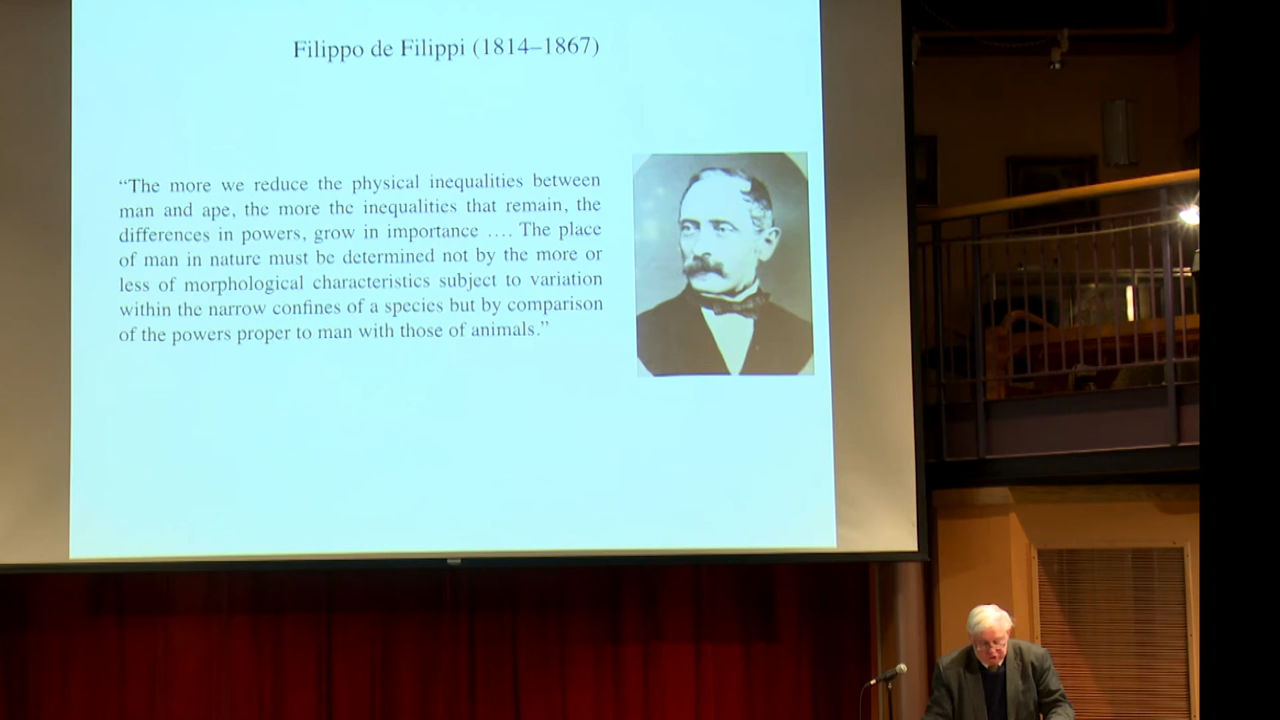 Filippo de Filippi (1814–1867)
“The more we reduce the physical inequalities between
man and ape, the more the inequalities that remain, the
differences in powers, grow in importance .... The place
of man in nature must be determined not by the more or
less of morphological characteristics subject to variation
within the narrow confines of a species but by comparison
of the powers proper to man with those of animals.”